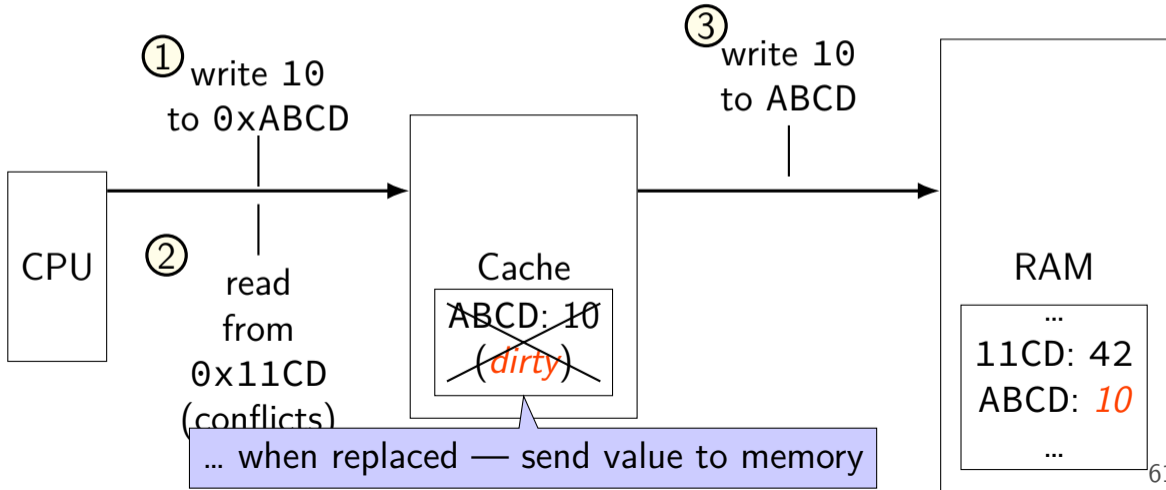 1
write 10
to 0xABCD
2
read
from
0x11CD
(conflicts)
3
write 10
to ABCD
CPU
Cache
ABCD: 10
(dirty)
… when replaced — send value to memory
RAM
…
11CD: 42
ABCD: 10
…
61